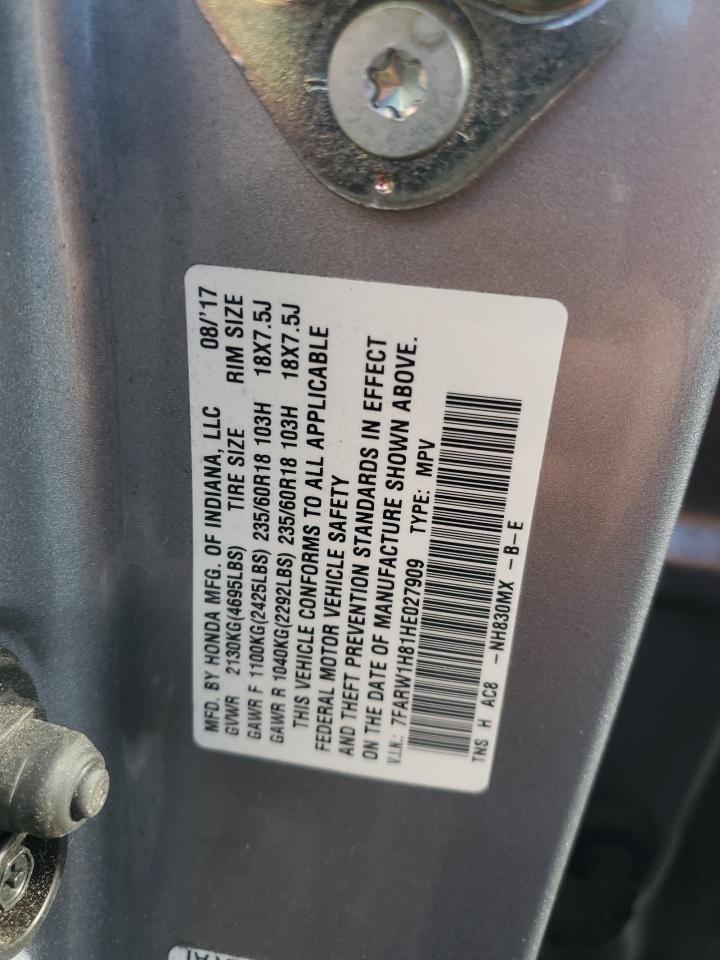 MFD. BY HONDA MFG. OF INDIANA, LLC 08/'17
GVWR 2130KG(4695LBS) TIRE SIZE RIM SIZE
GAWR F 1100KG(2425LBS) 235/60R18 103H 18X7.5J
GAWR R 1040KG(2292LBS) 235/60R18 103H 18X7.5J
THIS VEHICLE CONFORMS TO ALL APPLICABLE
FEDERAL MOTOR VEHICLE SAFETY
AND THEFT PREVENTION STANDARDS IN EFFECT
ON THE DATE OF MANUFACTURE SHOWN ABOVE.
V.I.N.: 7FARW1H81HE027909 TYPE: MPV
TNS H AC8 -NH830MX -B-E